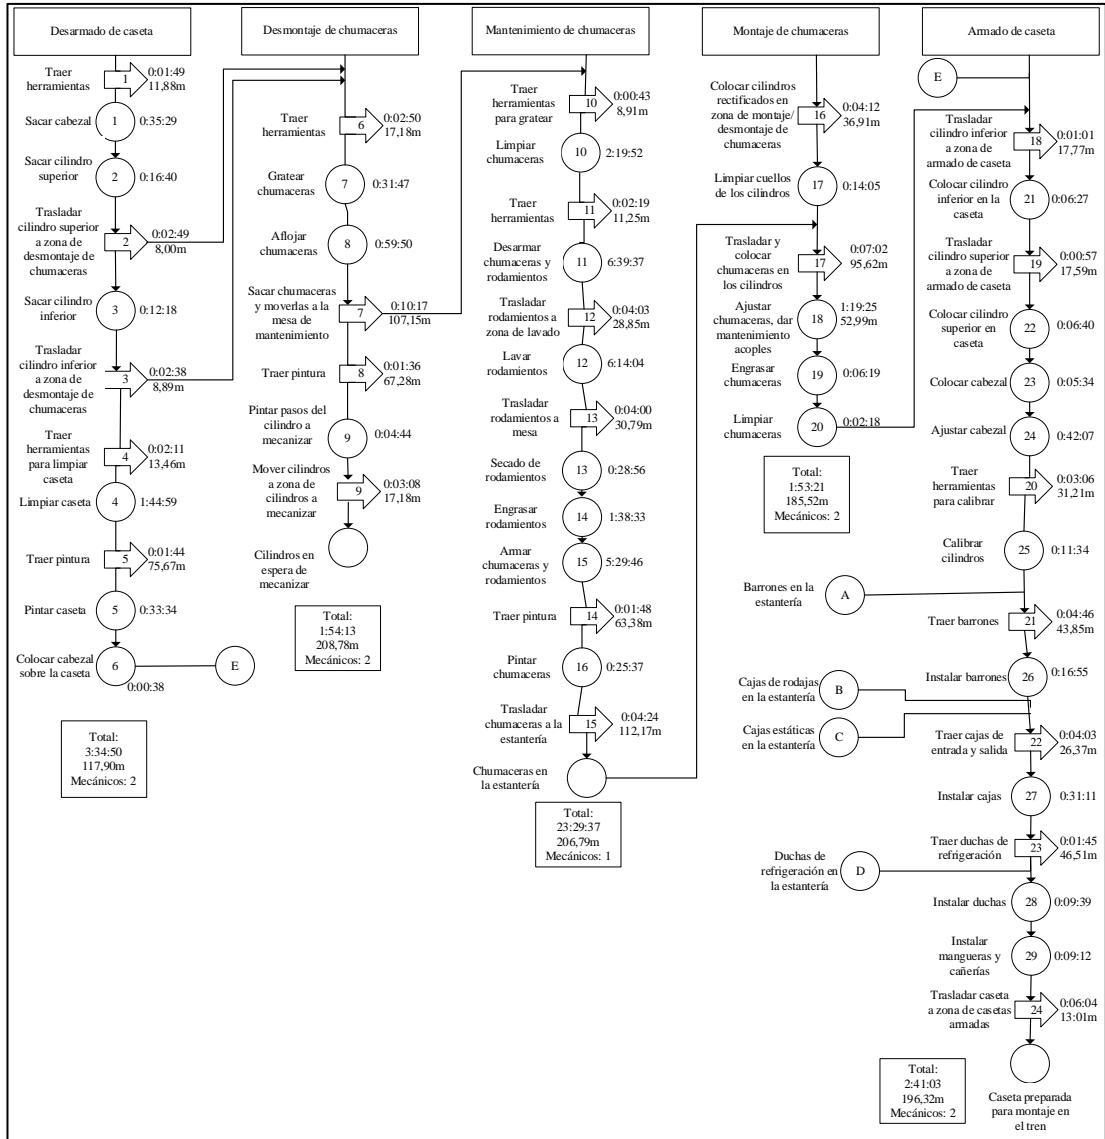 Desarmado de caseta
Traer
herramientas
1
0:01:49
11,88m
Sacar cabezal
1
0:35:29
Sacar cilindro
superior
2
0:16:40
Trasladar
cilindro superior
a zona de
desmontaje de
chumaceras
2
0:02:49
8,00m
Sacar cilindro
inferior
3
0:12:18
Trasladar
cilindro inferior
a zona de
desmontaje de
chumaceras
3
0:02:38
8,89m
Traer
herramientas
para limpiar
caseta
4
0:02:11
13,46m
Limpiar caseta
4
1:44:59
Traer pintura
5
0:01:44
75,67m
Pintar caseta
5
0:33:34
Colocar cabezal
sobre la caseta
6
0:00:38
E
Total:
3:34:50
117,90m
Mecánicos: 2
Desmontaje de chumaceras
Traer
herramientas
6
0:02:50
17,18m
Gratear
chumaceras
7
0:31:47
Aflojar
chumaceras
8
0:59:50
Sacar chumaceras
y moverlas a la
mesa de
mantenimiento
7
0:10:17
107,15m
Traer pintura
8
0:01:36
67,28m
Pintar pasos del
cilindro a
mecanizar
9
0:04:44
Mover cilindros
a zona de
cilindros a
mecanizar
9
0:03:08
17,18m
Cilindros en
espera de
mecanizar
Total:
1:54:13
208,78m
Mecánicos: 2
Mantenimiento de chumaceras
Traer
herramientas
para gratear
10
0:00:43
8,91m
Limpiar
chumaceras
10
2:19:52
Traer
herramientas
11
0:02:19
11,25m
Desarmar
chumaceras y
rodamientos
11
6:39:37
Trasladar
rodamientos a
zona de lavado
12
0:04:03
28,85m
Lavar
rodamientos
12
6:14:04
Trasladar
rodamientos a
mesa
13
0:04:00
30,79m
Secado de
rodamientos
13
0:28:56
Engrasar
rodamientos
14
1:38:33
Armar
chumaceras y
rodamientos
15
5:29:46
Traer pintura
14
0:01:48
63,38m
Pintar
chumaceras
16
0:25:37
Trasladar
chumaceras a la
estantería
15
0:04:24
112,17m
Chumaceras en
la estantería
Total:
23:29:37
206,79m
Mecánicos: 1
Montaje de chumaceras
Colocar cilindros
rectificados en
zona de montaje/
desmontaje de
chumaceras
16
0:04:12
36,91m
Limpiar cuellos
de los cilindros
17
0:14:05
Trasladar y
colocar
chumaceras en
los cilindros
17
0:07:02
95,62m
Ajustar
chumaceras, dar
mantenimiento
acoples
18
1:19:25
52,99m
Engrasar
chumaceras
19
0:06:19
Limpiar
chumaceras
20
0:02:18
Total:
1:53:21
185,52m
Mecánicos: 2
Armado de caseta
E
Trasladar
cilindro inferior
a zona de
armado de caseta
18
0:01:01
17,77m
Colocar cilindro
inferior en la
caseta
21
0:06:27
Trasladar
cilindro superior
a zona de
armado de caseta
19
0:00:57
17,59m
Colocar cilindro
superior en
caseta
22
0:06:40
Colocar cabezal
23
0:05:34
Ajustar cabezal
24
0:42:07
Traer
herramientas
para calibrar
20
0:03:06
31,21m
Calibrar
cilindros
25
0:11:34
Barrones en la
estantería
A
Traer barrones
21
0:04:46
43,85m
Instalar barrones
26
0:16:55
Cajas de rodajas
en la estantería
B
Cajas estáticas
en la estantería
C
Traer cajas de
entrada y salida
22
0:04:03
26,37m
Instalar cajas
27
0:31:11
Traer duchas de
refrigeración
23
0:01:45
46,51m
Duchas de
refrigeración en
la estantería
D
Instalar duchas
28
0:09:39
Instalar
mangueras y
cañerías
29
0:09:12
Trasladar caseta
a zona de casetas
armadas
24
0:06:04
13:01m
Total:
2:41:03
196,32m
Mecánicos: 2
Caseta preparada
para montaje en
el tren